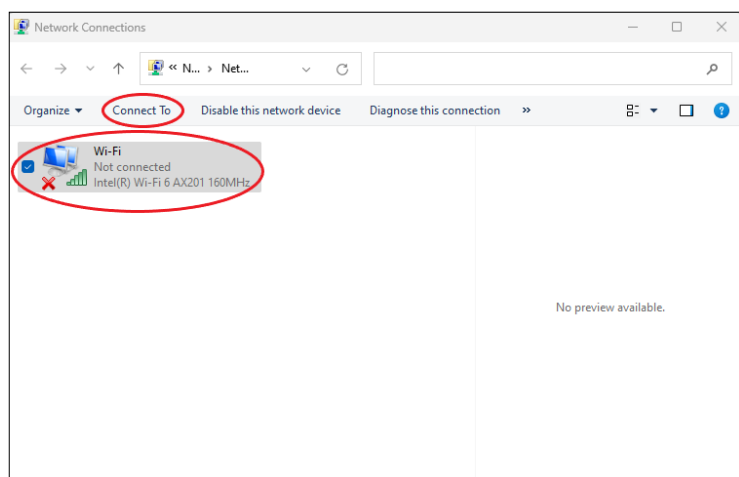 Network Connections
« N... › Net...
Organize Connect To Disable this network device Diagnose this connection »
Wi-Fi
Not connected
Intel(R) Wi-Fi 6 AX201 160MHz
No preview available.